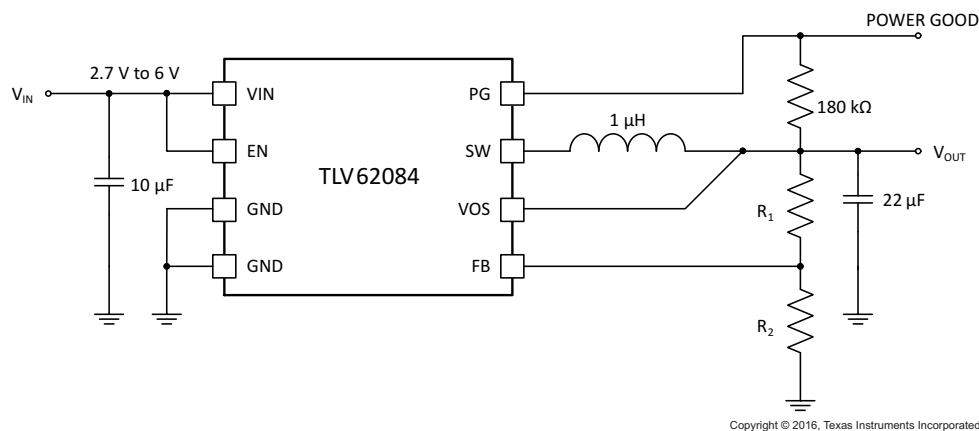 POWER GOOD
2.7 V to 6 V
VIN
VIN
PG
180 kΩ
1 µH
EN
SW
VOUT
10 µF
TLV62084
GND
VOS
R1
22 µF
GND
FB
R2
Copyright © 2016, Texas Instruments Incorporated